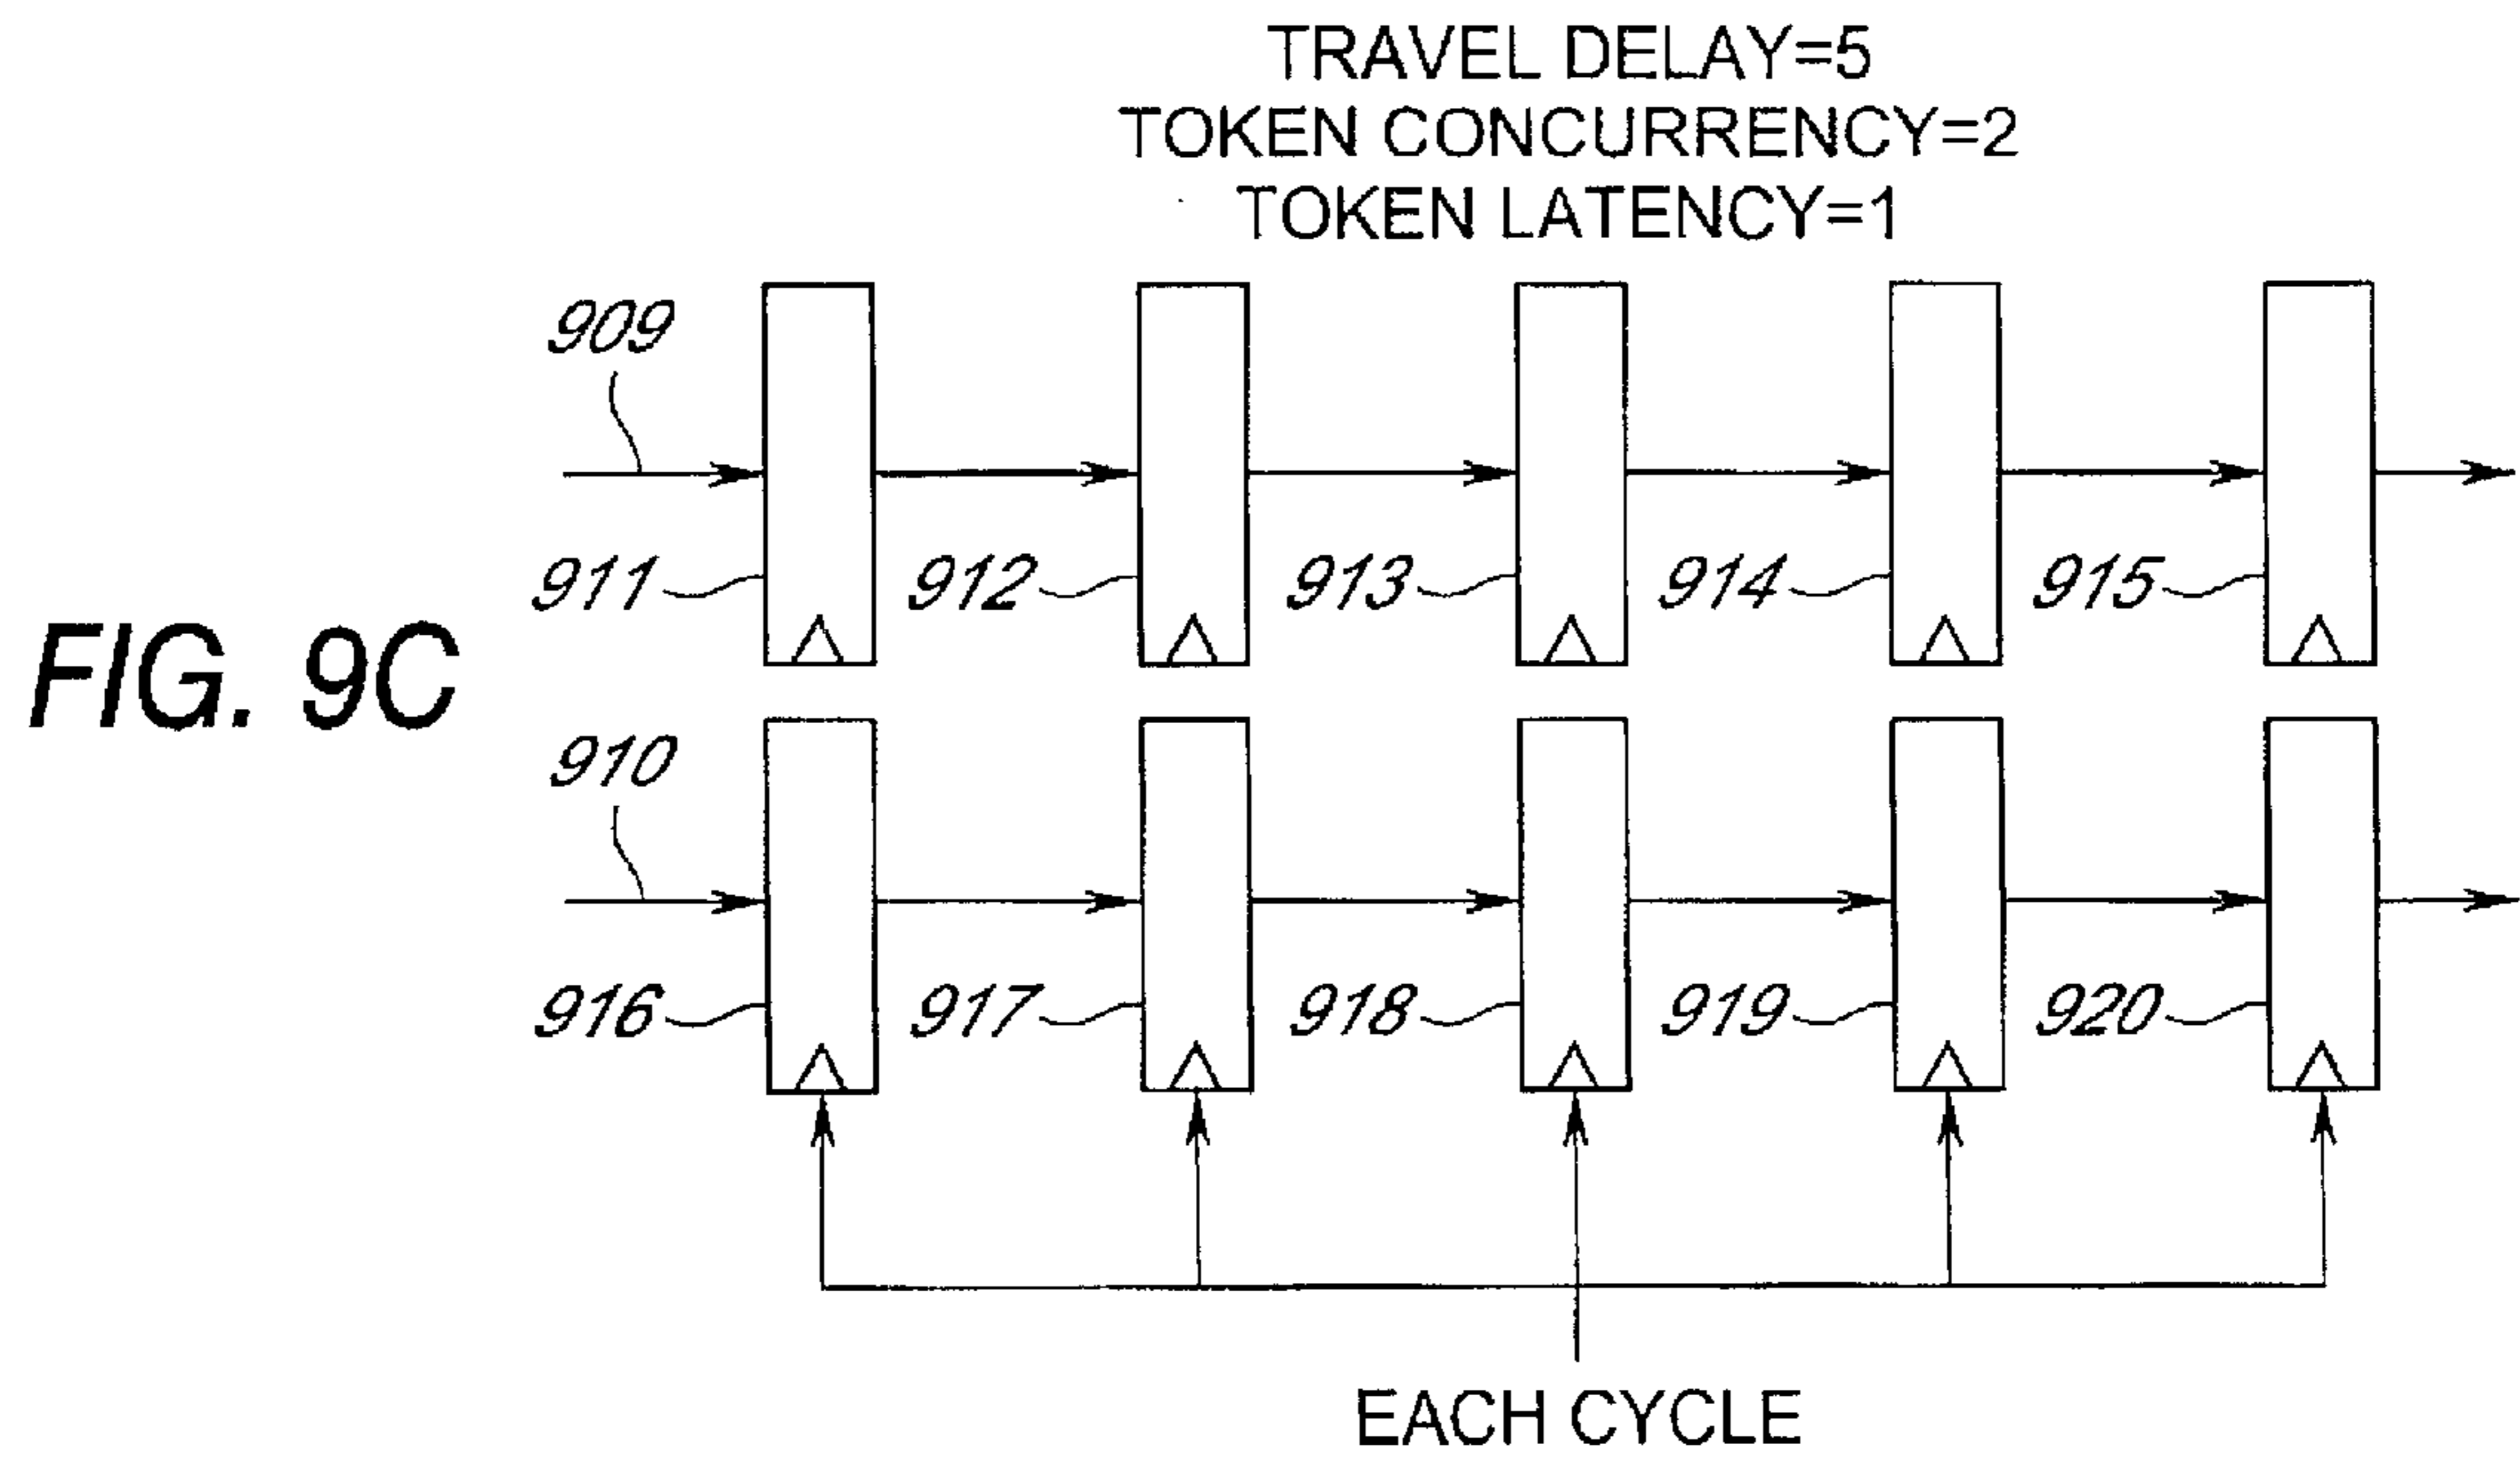 TRAVEL DELAY=5
TOKEN CONCURRENCY=2
TOKEN LATENCY=1
909
911 912 913 914 915
FIG. 9C
910
916 917 918 919 920
EACH CYCLE